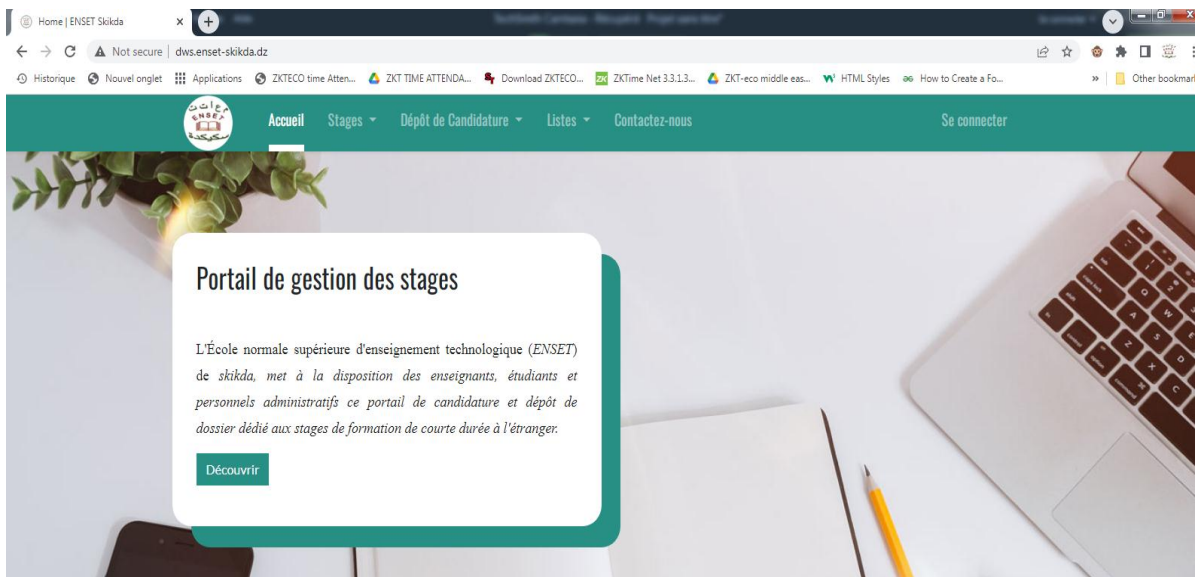 Home | ENSET Skikda
Not secure | dws.enset-skikda.dz
Historique Nouvel onglet Applications ZKTECO time Atten... ZKT TIME ATTENDA... Download ZKTECO... ZKTime Net 3.3.1.3... ZKT-eco middle eas... HTML Styles How to Create a Fo... » Other bookmar
ENSET
Accueil Stages Dépôt de Candidature Listes Contactez-nous Se connecter
Portail de gestion des stages
L'École normale supérieure d'enseignement technologique (ENSET)
de skikda, met à la disposition des enseignants, étudiants et
personnels administratifs ce portail de candidature et dépôt de
dossier dédié aux stages de formation de courte durée à l'étranger.
Découvrir